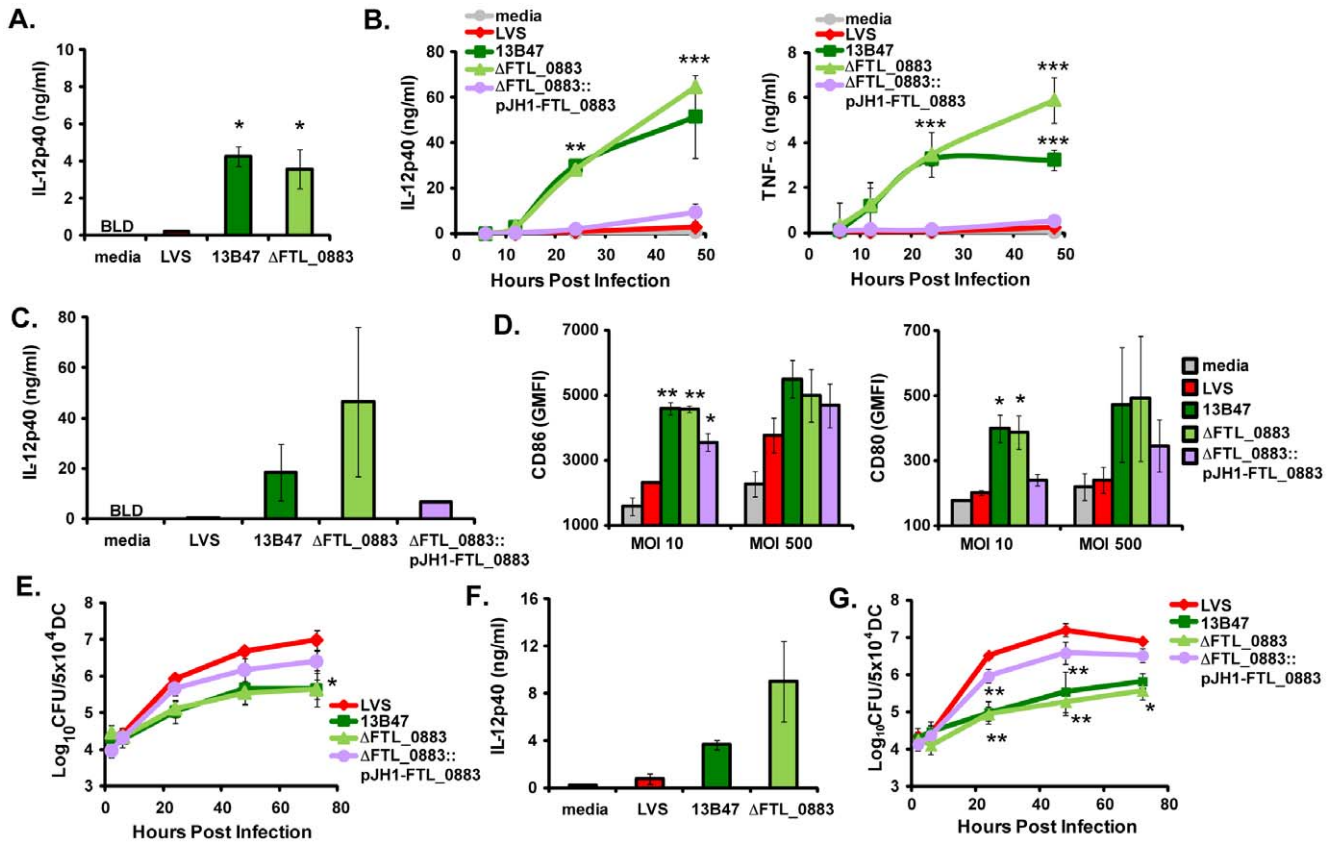 A.
IL-12p40 (ng/ml)
10
8
6
4
2
0
BLD
*
*
media LVS 13B47 ΔFTL_0883
B.
media
LVS
13B47
ΔFTL_0883
ΔFTL_0883::
pJH1-FTL_0883
IL-12p40 (ng/ml)
80
60
40
20
0
**
***
0 10 20 30 40 50
Hours Post Infection
media
LVS
13B47
ΔFTL_0883
ΔFTL_0883::
pJH1-FTL_0883
TNF- α (ng/ml)
8
6
4
2
0
***
***
***
0 10 20 30 40 50
Hours Post Infection
C.
IL-12p40 (ng/ml)
80
60
40
20
0
BLD
media LVS 13B47 ΔFTL_0883 ΔFTL_0883::
pJH1-FTL_0883
D.
CD86 (GMFI)
7000
5000
3000
1000
** ** *
MOI 10 MOI 500
CD80 (GMFI)
700
500
300
100
* *
MOI 10 MOI 500
media
LVS
13B47
ΔFTL_0883
ΔFTL_0883::
pJH1-FTL_0883
E.
Log10CFU/5x10⁴DC
8
7
6
5
4
3
*
0 20 40 60 80
Hours Post Infection
LVS
13B47
ΔFTL_0883
ΔFTL_0883::
pJH1-FTL_0883
F.
IL-12p40 (ng/ml)
16
12
8
4
0
media LVS 13B47 ΔFTL_0883
G.
Log10CFU/5x10⁴DC
8
7
6
5
4
3
**
**
**
**
*
0 20 40 60 80
Hours Post Infection
LVS
13B47
ΔFTL_0883
ΔFTL_0883::
pJH1-FTL_0883